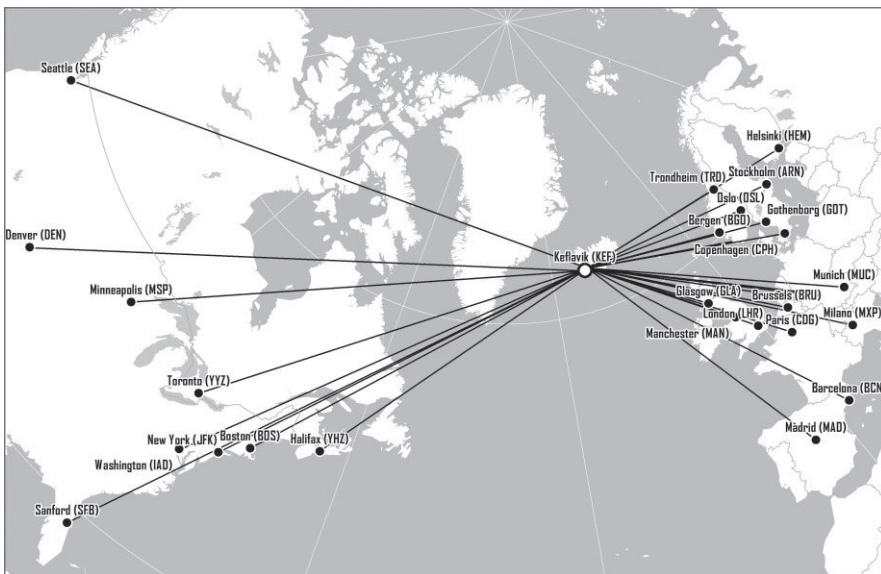 Seattle (SEA)
Helsinki (HEM)
Stockholm (ARN)
Trondheim (TRD)
Oslo (OSL)
Gothenborg (GOT)
Bergen (BGO)
Denver (DEN)
Copenhagen (CPH)
Keflavik (KEF)
Munich (MUC)
Minneapolis (MSP)
Glasgow (GLA)
Brussels (BRU)
London (LHR)
Milano (MXP)
Paris (CDG)
Manchester (MAN)
Toronto (YYZ)
Barcelona (BCN
Madrid (MAD)
New York (JFK)
Boston (BOS)
Halifax (YHZ)
Washington (IAD)
Sanford (SFB)